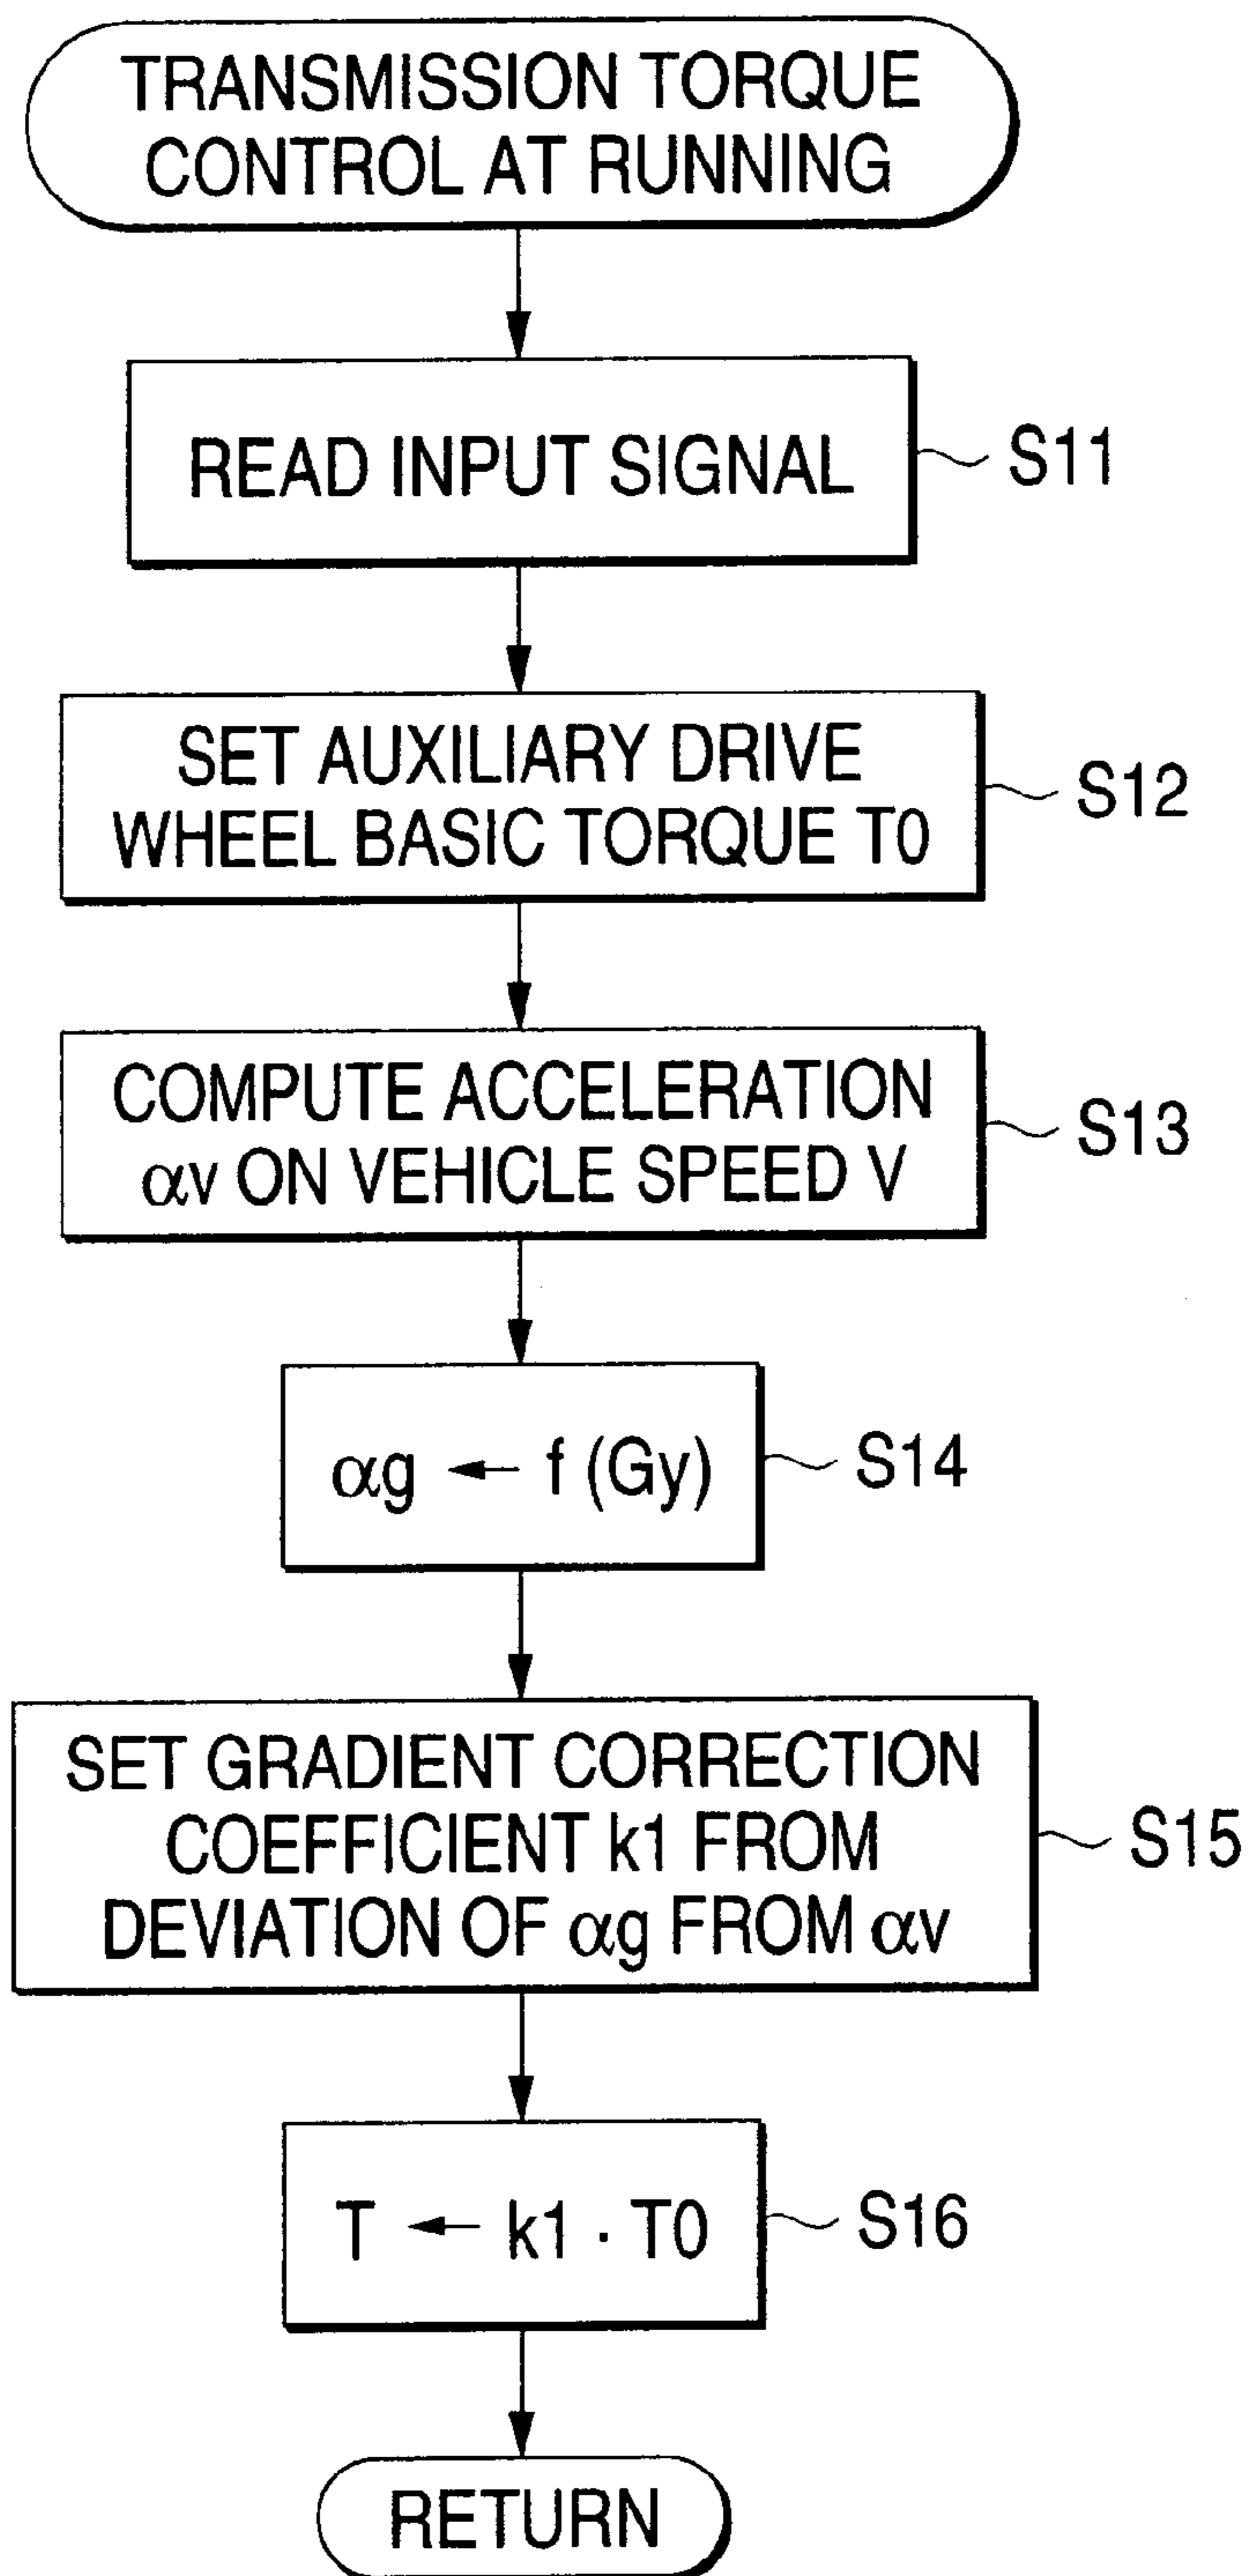 TRANSMISSION TORQUE
CONTROL AT RUNNING
READ INPUT SIGNAL
S11
SET AUXILIARY DRIVE
WHEEL BASIC TORQUE T0
S12
COMPUTE ACCELERATION
αv ON VEHICLE SPEED V
S13
αg ← f (Gy)
S14
SET GRADIENT CORRECTION
COEFFICIENT k1 FROM
DEVIATION OF αg FROM αv
S15
T ← k1 · T0
S16
RETURN